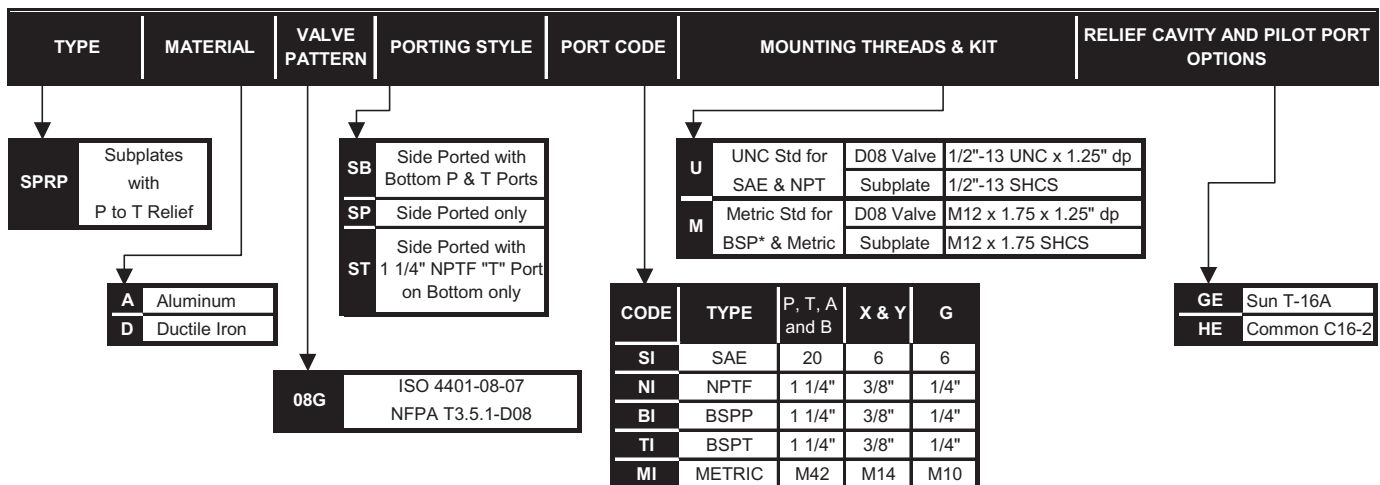 TYPE
MATERIAL
VALVE
PATTERN
PORTING STYLE
PORT CODE
MOUNTING THREADS & KIT
RELIEF CAVITY AND PILOT PORT
OPTIONS
SPRP
Subplates
with
P to T Relief
A Aluminum
D Ductile Iron
08G
ISO 4401-08-07
NFPA T3.5.1-D08
SB
Side Ported with
Bottom P & T Ports
SP Side Ported only
ST
Side Ported with
1 1/4" NPTF "T" Port
on Bottom only
CODE TYPE P, T, A
and B X & Y G
SI SAE 20 6 6
NI NPTF 1 1/4" 3/8" 1/4"
BI BSPP 1 1/4" 3/8" 1/4"
TI BSPT 1 1/4" 3/8" 1/4"
MI METRIC M42 M14 M10
U
UNC Std for
SAE & NPT
D08 Valve 1/2"-13 UNC x 1.25" dp
Subplate 1/2"-13 SHCS
M
Metric Std for
BSP* & Metric
D08 Valve M12 x 1.75 x 1.25" dp
Subplate M12 x 1.75 SHCS
GE Sun T-16A
HE Common C16-2